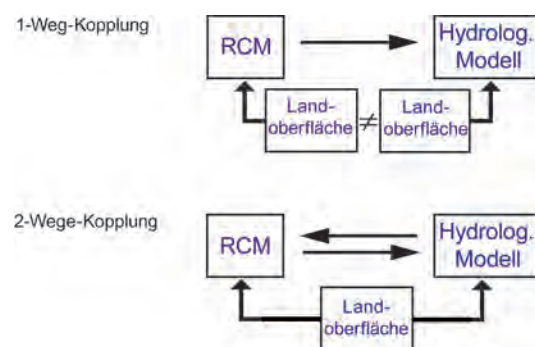 1-Weg-Kopplung
RCM
Hydrolog.
Modell
Land-
oberfläche
≠
Land-
oberfläche
2-Wege-Kopplung
RCM
Hydrolog.
Modell
Land-
oberfläche